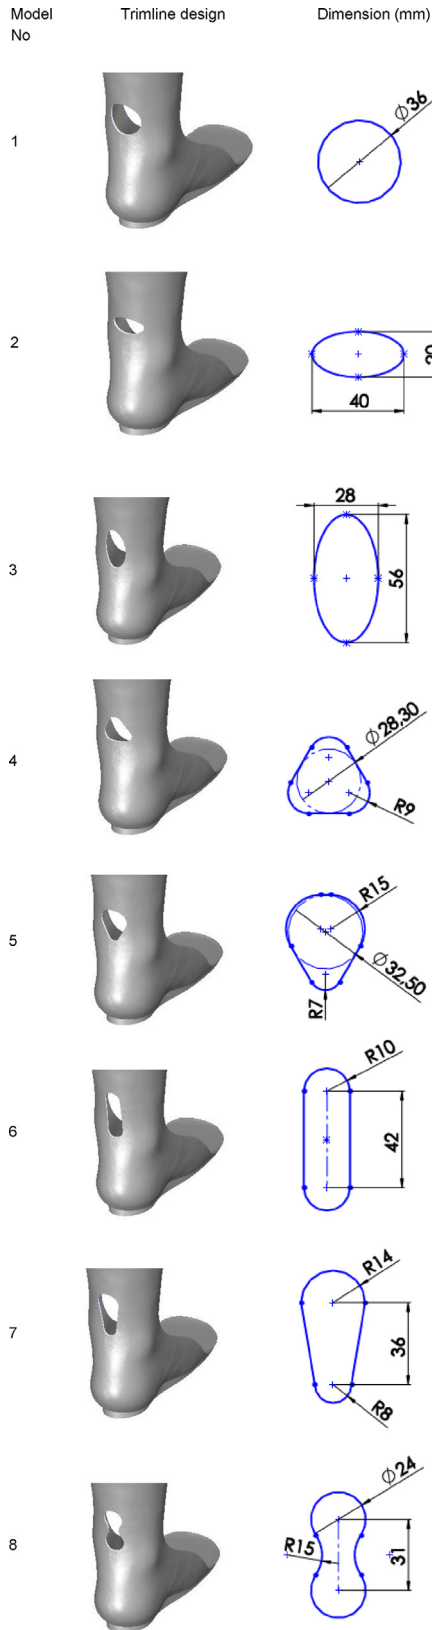 Model No Trimline design Dimension (mm)
1 Ø36
2 20
40
3 28
56
4 Ø28,30
R9
5 R15
Ø32,50
R7
6 R10
42
7 R14
36
R8
8 Ø24
R15
31